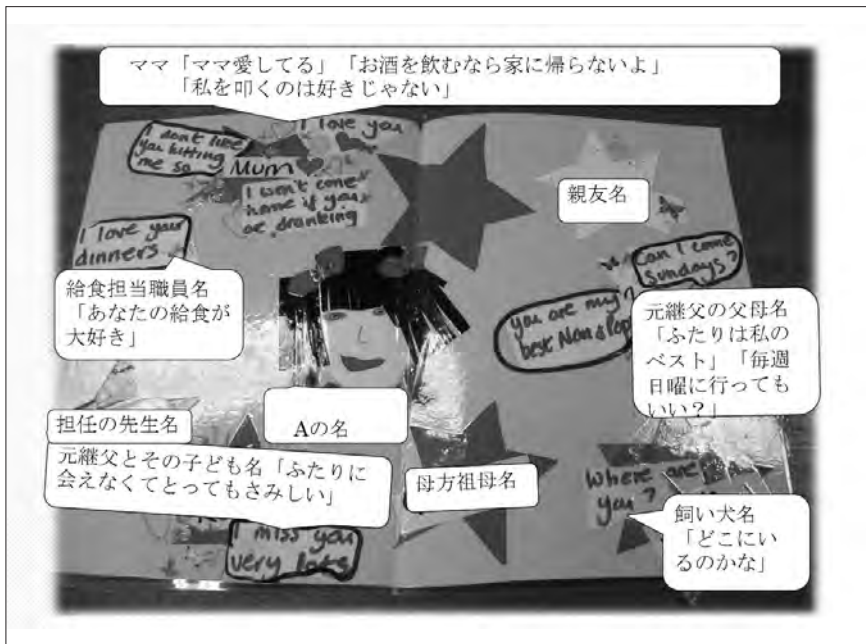 ママ「ママ愛してる」「お酒を飲むなら家に帰らないよ」
「私を叩くのは好きじゃない」
I don't like
you hitting
me so
I love you
Mum
I won't come
home if you
are dranking
親友名
I love your
dinners
給食担当職員名
「あなたの給食が
大好き」
Can I come
Sundays?
you are my
best Nan & Pop
元継父の父母名
「ふたりは私の
ベスト」「毎週
日曜に行っても
いい？」
担任の先生名
Aの名
元継父とその子ども名「ふたりに
会えなくてとってもさみしい」
I miss you
very lots
母方祖母名
Where are
you?
飼い犬名
「どこにい
るのかな」